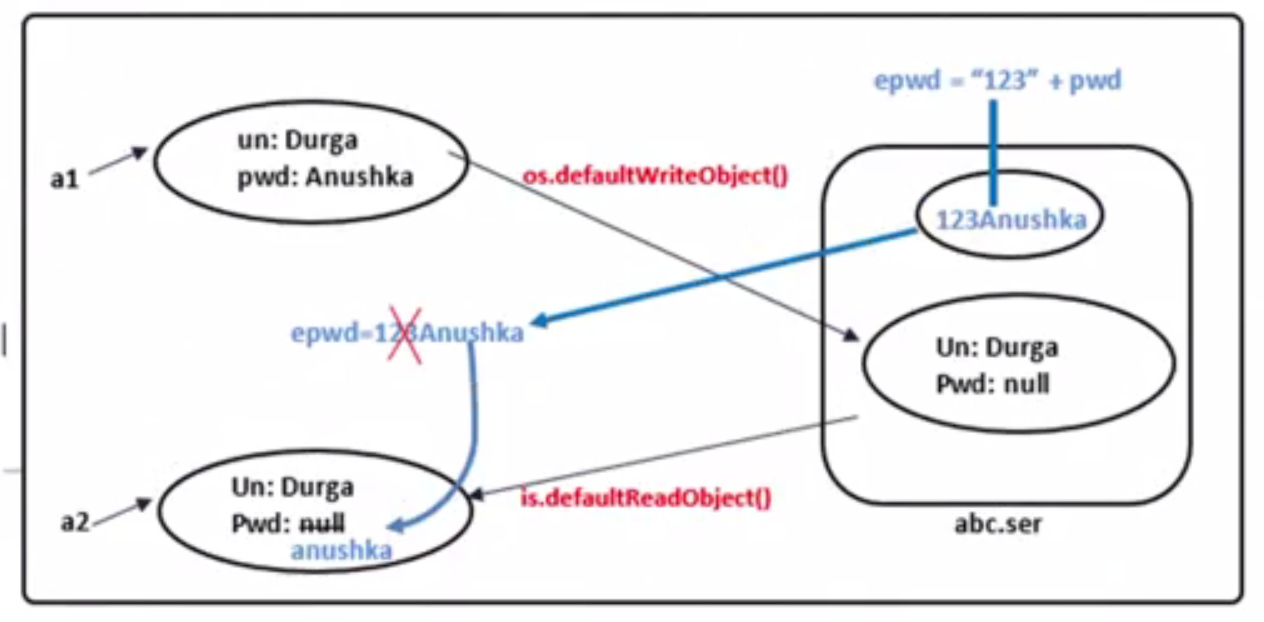 epwd = “123” + pwd
un: Durga
pwd: Anushka
a1
os.defaultWriteObject()
123Anushka
epwd=123Anushka
Un: Durga
Pwd: null
Un: Durga
Pwd: null
anushka
a2
is.defaultReadObject()
abc.ser